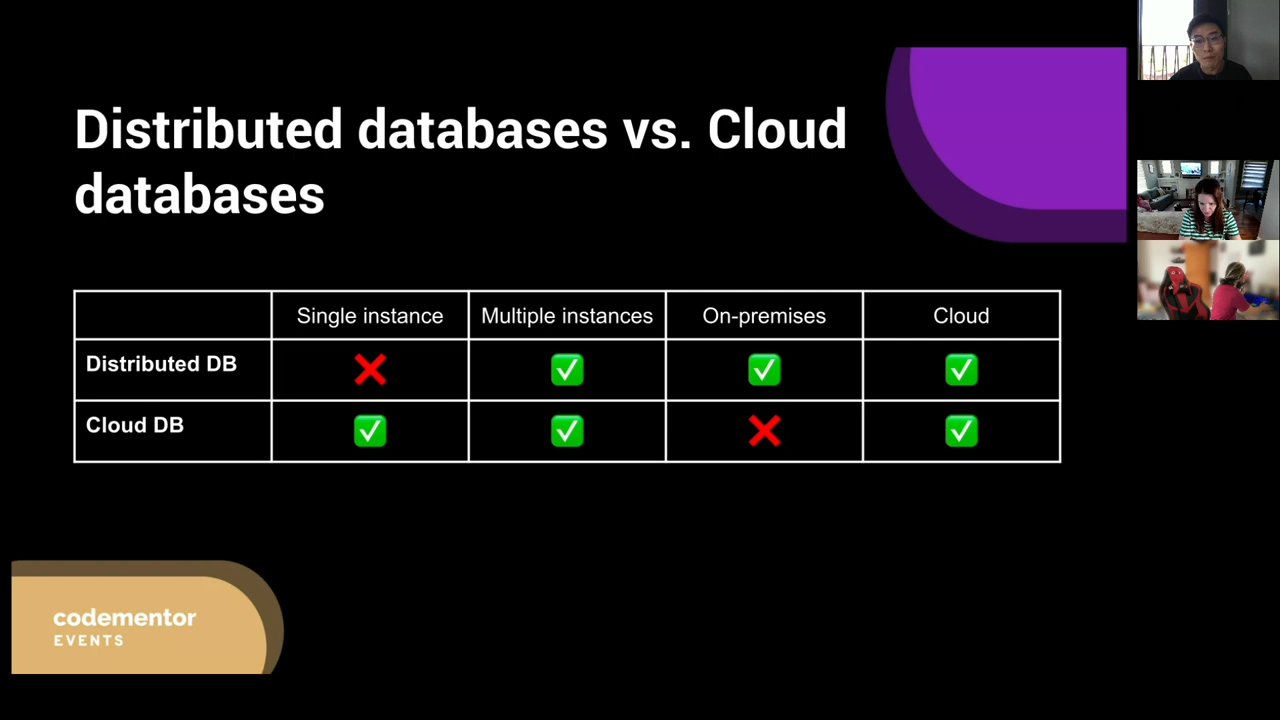 Distributed databases vs. Cloud
databases
Single instance Multiple instances On-premises Cloud
Distributed DB ❌ ✅ ✅ ✅
Cloud DB ✅ ✅ ❌ ✅
codementor
EVENTS